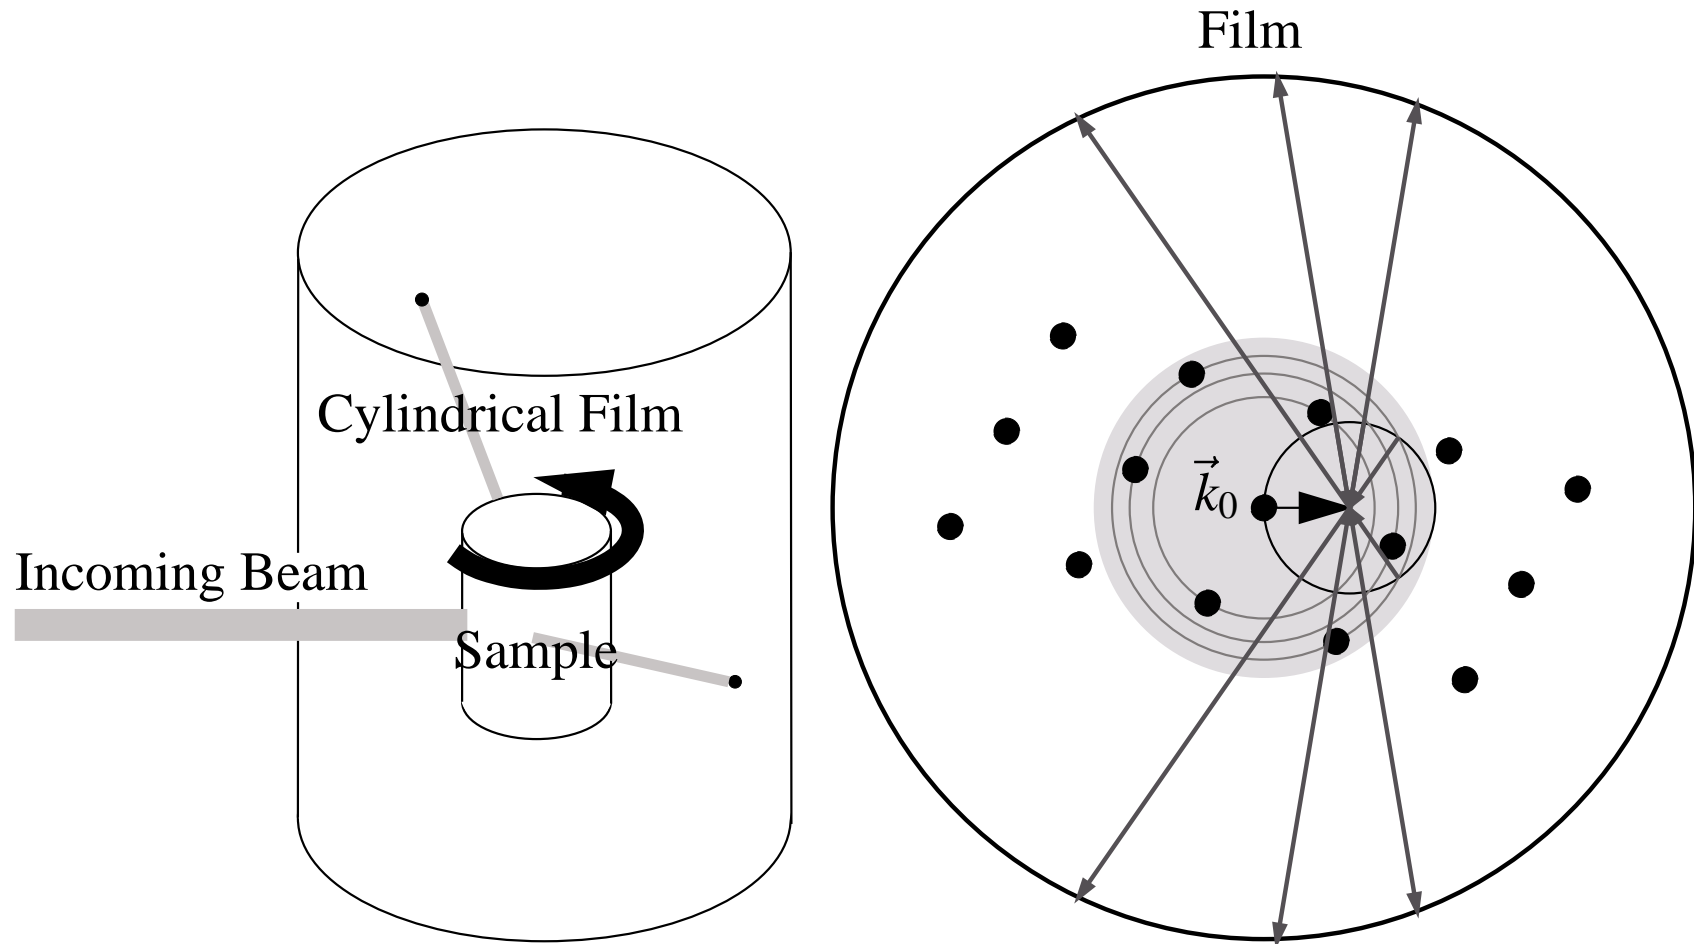 Film
Cylindrical Film
k⃗₀
Incoming Beam
Sample